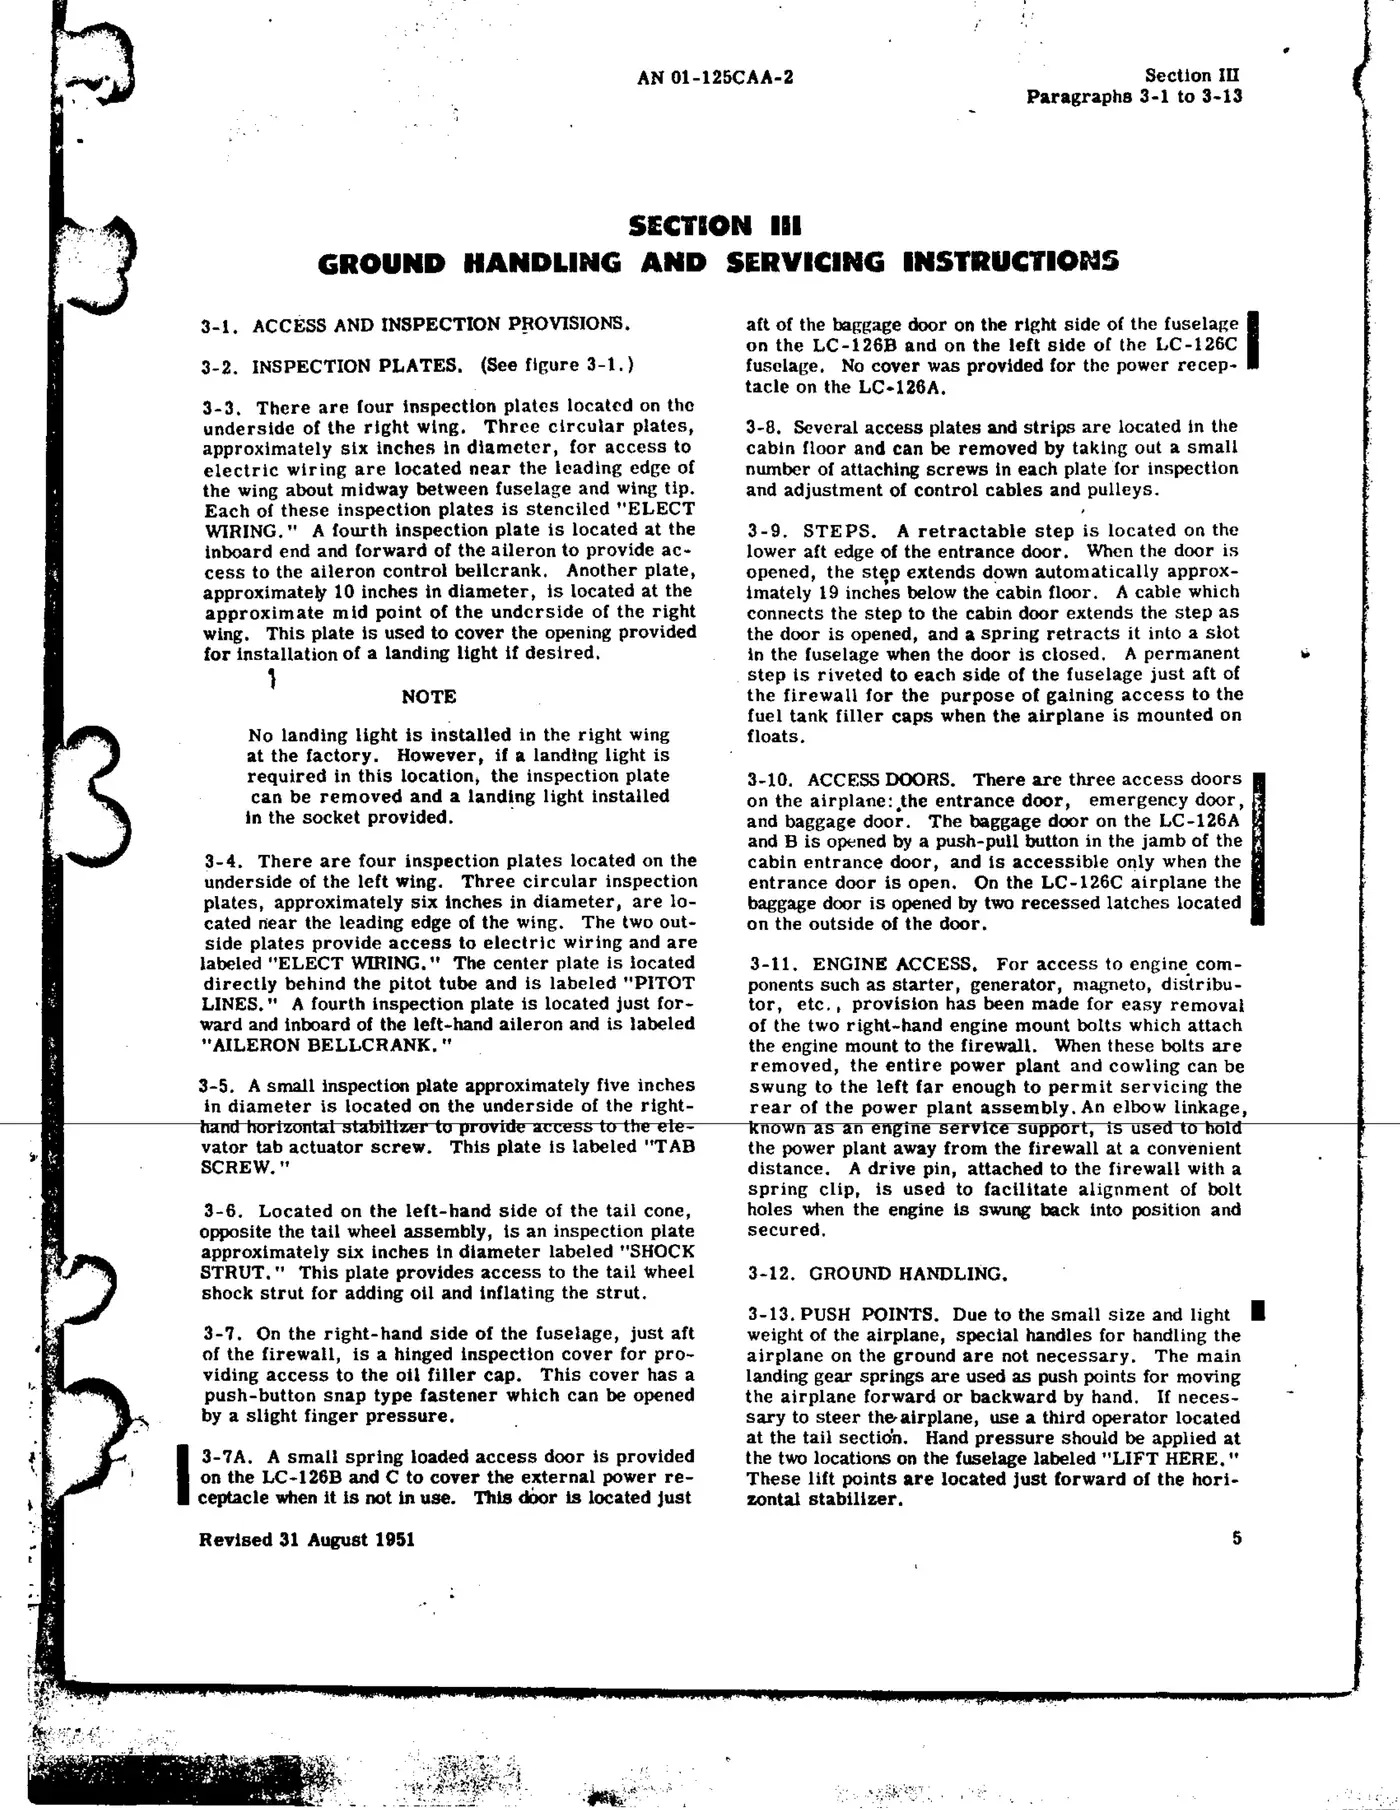 AN 01-125CAA-2
Section III
Paragraphs 3-1 to 3-13
SECTION III
GROUND HANDLING AND SERVICING INSTRUCTIONS
3-1. ACCESS AND INSPECTION PROVISIONS.
3-2. INSPECTION PLATES. (See figure 3-1.)
3-3. There are four inspection plates located on the
underside of the right wing. Three circular plates,
approximately six inches in diameter, for access to
electric wiring are located near the leading edge of
the wing about midway between fuselage and wing tip.
Each of these inspection plates is stenciled "ELECT
WIRING." A fourth inspection plate is located at the
inboard end and forward of the aileron to provide ac-
cess to the aileron control bellcrank. Another plate,
approximately 10 inches in diameter, is located at the
approximate mid point of the underside of the right
wing. This plate is used to cover the opening provided
for installation of a landing light if desired.
NOTE
No landing light is installed in the right wing
at the factory. However, if a landing light is
required in this location, the inspection plate
can be removed and a landing light installed
in the socket provided.
3-4. There are four inspection plates located on the
underside of the left wing. Three circular inspection
plates, approximately six inches in diameter, are lo-
cated near the leading edge of the wing. The two out-
side plates provide access to electric wiring and are
labeled "ELECT WIRING." The center plate is located
directly behind the pitot tube and is labeled "PITOT
LINES." A fourth inspection plate is located just for-
ward and inboard of the left-hand aileron and is labeled
"AILERON BELLCRANK."
3-5. A small inspection plate approximately five inches
in diameter is located on the underside of the right-
hand horizontal stabilizer to provide access to the ele-
vator tab actuator screw. This plate is labeled "TAB
SCREW."
3-6. Located on the left-hand side of the tail cone,
opposite the tail wheel assembly, is an inspection plate
approximately six inches in diameter labeled "SHOCK
STRUT." This plate provides access to the tail wheel
shock strut for adding oil and inflating the strut.
3-7. On the right-hand side of the fuselage, just aft
of the firewall, is a hinged inspection cover for pro-
viding access to the oil filler cap. This cover has a
push-button snap type fastener which can be opened
by a slight finger pressure.
3-7A. A small spring loaded access door is provided
on the LC-126B and C to cover the external power re-
ceptacle when it is not in use. This door is located just
aft of the baggage door on the right side of the fuselage
on the LC-126B and on the left side of the LC-126C
fuselage. No cover was provided for the power recep-
tacle on the LC-126A.
3-8. Several access plates and strips are located in the
cabin floor and can be removed by taking out a small
number of attaching screws in each plate for inspection
and adjustment of control cables and pulleys.
3-9. STEPS. A retractable step is located on the
lower aft edge of the entrance door. When the door is
opened, the step extends down automatically approx-
imately 19 inches below the cabin floor. A cable which
connects the step to the cabin door extends the step as
the door is opened, and a spring retracts it into a slot
in the fuselage when the door is closed. A permanent
step is riveted to each side of the fuselage just aft of
the firewall for the purpose of gaining access to the
fuel tank filler caps when the airplane is mounted on
floats.
3-10. ACCESS DOORS. There are three access doors
on the airplane: the entrance door, emergency door,
and baggage door. The baggage door on the LC-126A
and B is opened by a push-pull button in the jamb of the
cabin entrance door, and is accessible only when the
entrance door is open. On the LC-126C airplane the
baggage door is opened by two recessed latches located
on the outside of the door.
3-11. ENGINE ACCESS. For access to engine com-
ponents such as starter, generator, magneto, distribu-
tor, etc., provision has been made for easy removal
of the two right-hand engine mount bolts which attach
the engine mount to the firewall. When these bolts are
removed, the entire power plant and cowling can be
swung to the left far enough to permit servicing the
rear of the power plant assembly. An elbow linkage,
known as an engine service support, is used to hold
the power plant away from the firewall at a convenient
distance. A drive pin, attached to the firewall with a
spring clip, is used to facilitate alignment of bolt
holes when the engine is swung back into position and
secured.
3-12. GROUND HANDLING.
3-13. PUSH POINTS. Due to the small size and light
weight of the airplane, special handles for handling the
airplane on the ground are not necessary. The main
landing gear springs are used as push points for moving
the airplane forward or backward by hand. If neces-
sary to steer the airplane, use a third operator located
at the tail section. Hand pressure should be applied at
the two locations on the fuselage labeled "LIFT HERE."
These lift points are located just forward of the hori-
zontal stabilizer.
Revised 31 August 1951
5